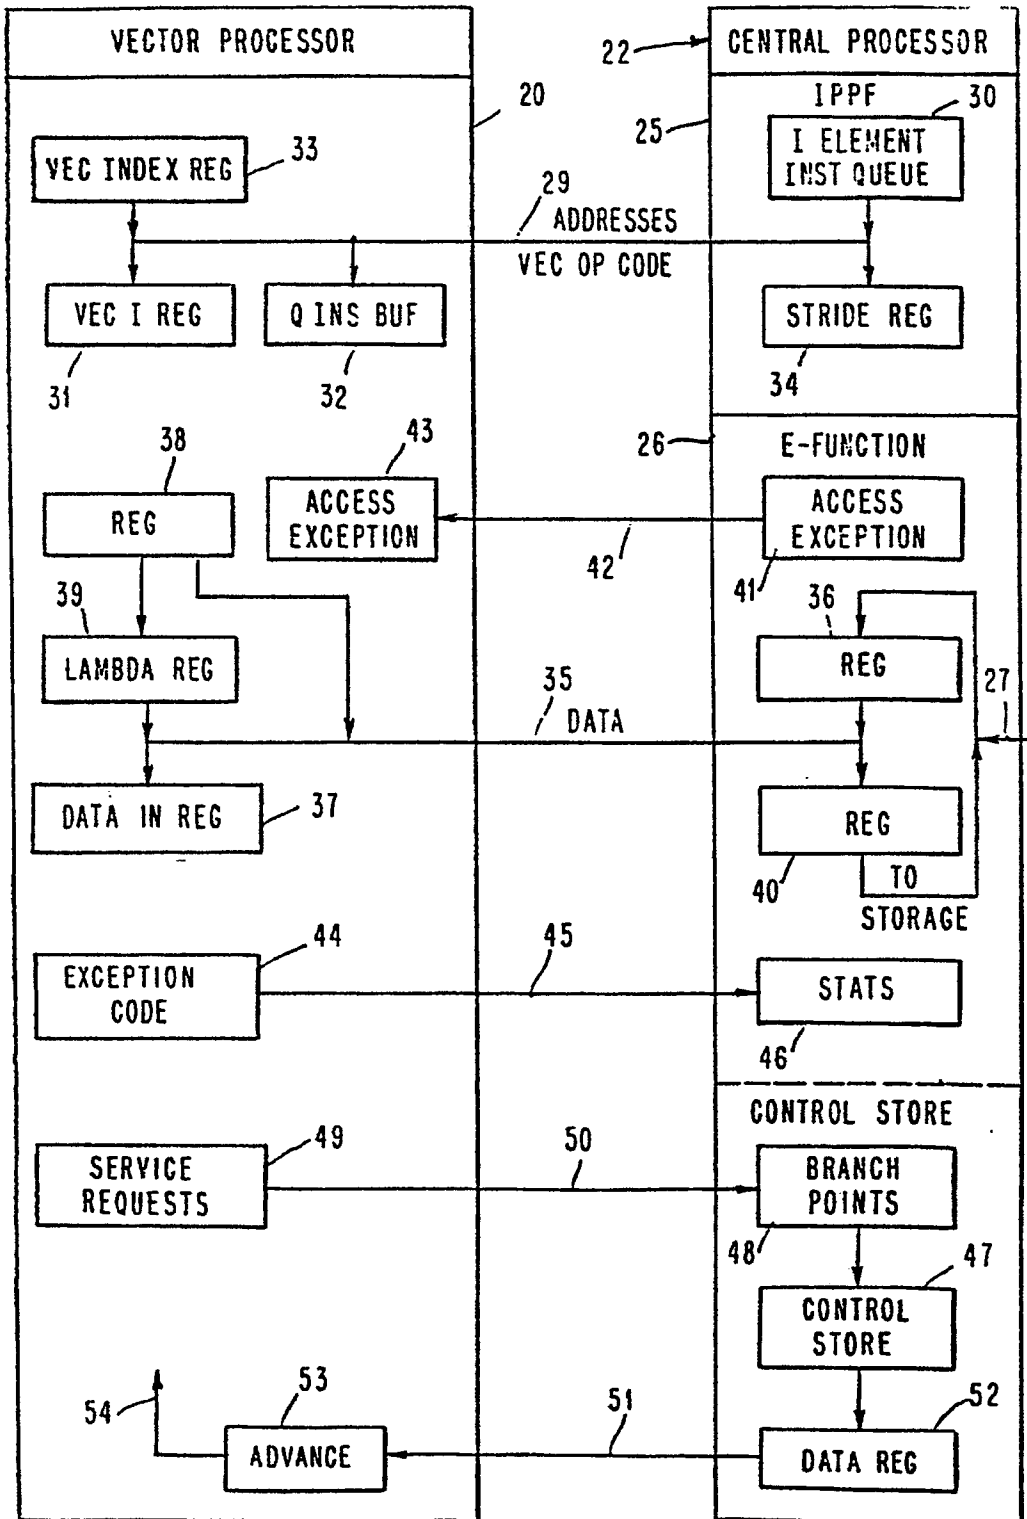 VECTOR PROCESSOR
22
CENTRAL PROCESSOR
20
25
IPPF
30
33
VEC INDEX REG
I ELEMENT
INST QUEUE
29
ADDRESSES
VEC OP CODE
VEC I REG
Q INS BUF
STRIDE REG
31
32
34
38
43
26
E-FUNCTION
REG
ACCESS
EXCEPTION
ACCESS
EXCEPTION
42
41
39
36
LAMBDA REG
REG
27
35
DATA
DATA IN REG
37
REG
40
TO
STORAGE
44
45
EXCEPTION
CODE
STATS
46
CONTROL STORE
49
50
SERVICE
REQUESTS
BRANCH
POINTS
48
47
CONTROL
STORE
53
54
51
52
ADVANCE
DATA REG